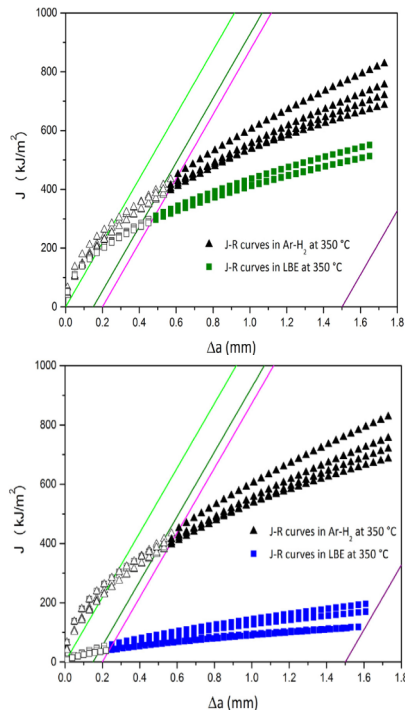 1000
800
600
400
200
0
J ( kJ/m²)
▲ J-R curves in Ar-H₂ at 350 °C
■ J-R curves in LBE at 350 °C
0.0 0.2 0.4 0.6 0.8 1.0 1.2 1.4 1.6 1.8
Δa (mm)
1000
800
600
400
200
0
J ( kJ/m²)
▲ J-R curves in Ar-H₂ at 350 °C
■ J-R curves in LBE at 350 °C
0.0 0.2 0.4 0.6 0.8 1.0 1.2 1.4 1.6 1.8
Δa (mm)